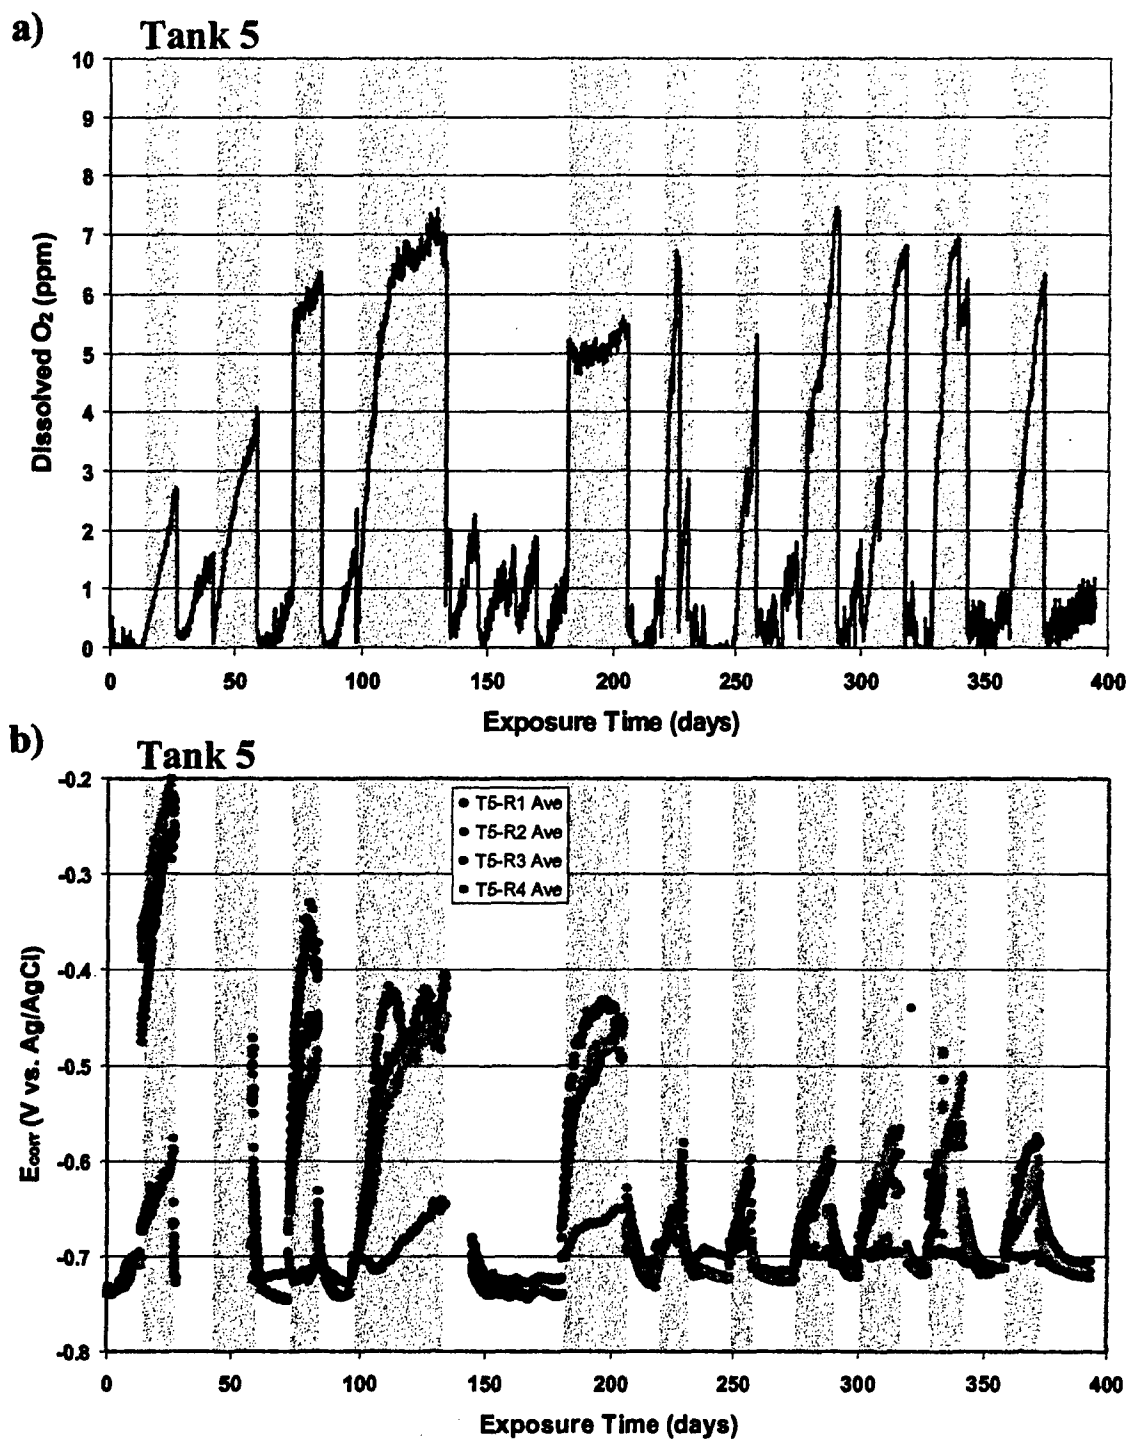 a)
Tank 5
10
9
8
7
6
5
4
3
2
1
0
Dissolved O2 (ppm)
0 50 100 150 200 250 300 350 400
Exposure Time (days)
b)
Tank 5
-0.2
-0.3
-0.4
-0.5
-0.6
-0.7
-0.8
Ecorr (V vs. Ag/AgCl)
T5-R1 Ave
T5-R2 Ave
T5-R3 Ave
T5-R4 Ave
0 50 100 150 200 250 300 350 400
Exposure Time (days)